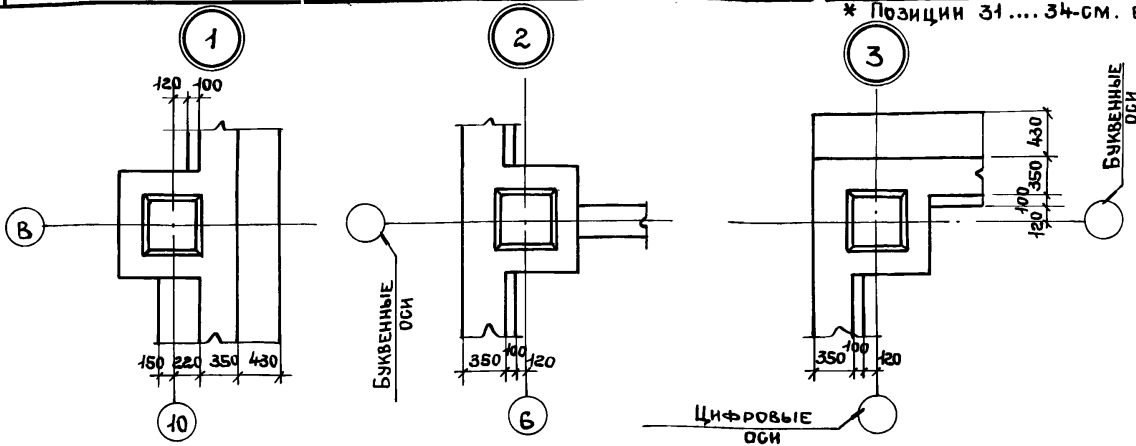 * Позиции 31....34-см.
1
2
3
120 100
В
150 220 350 430
10
Буквенные
оси
350 100 120
6
430
350
100
120
Буквенные
оси
350 100 120
Цифровые
оси